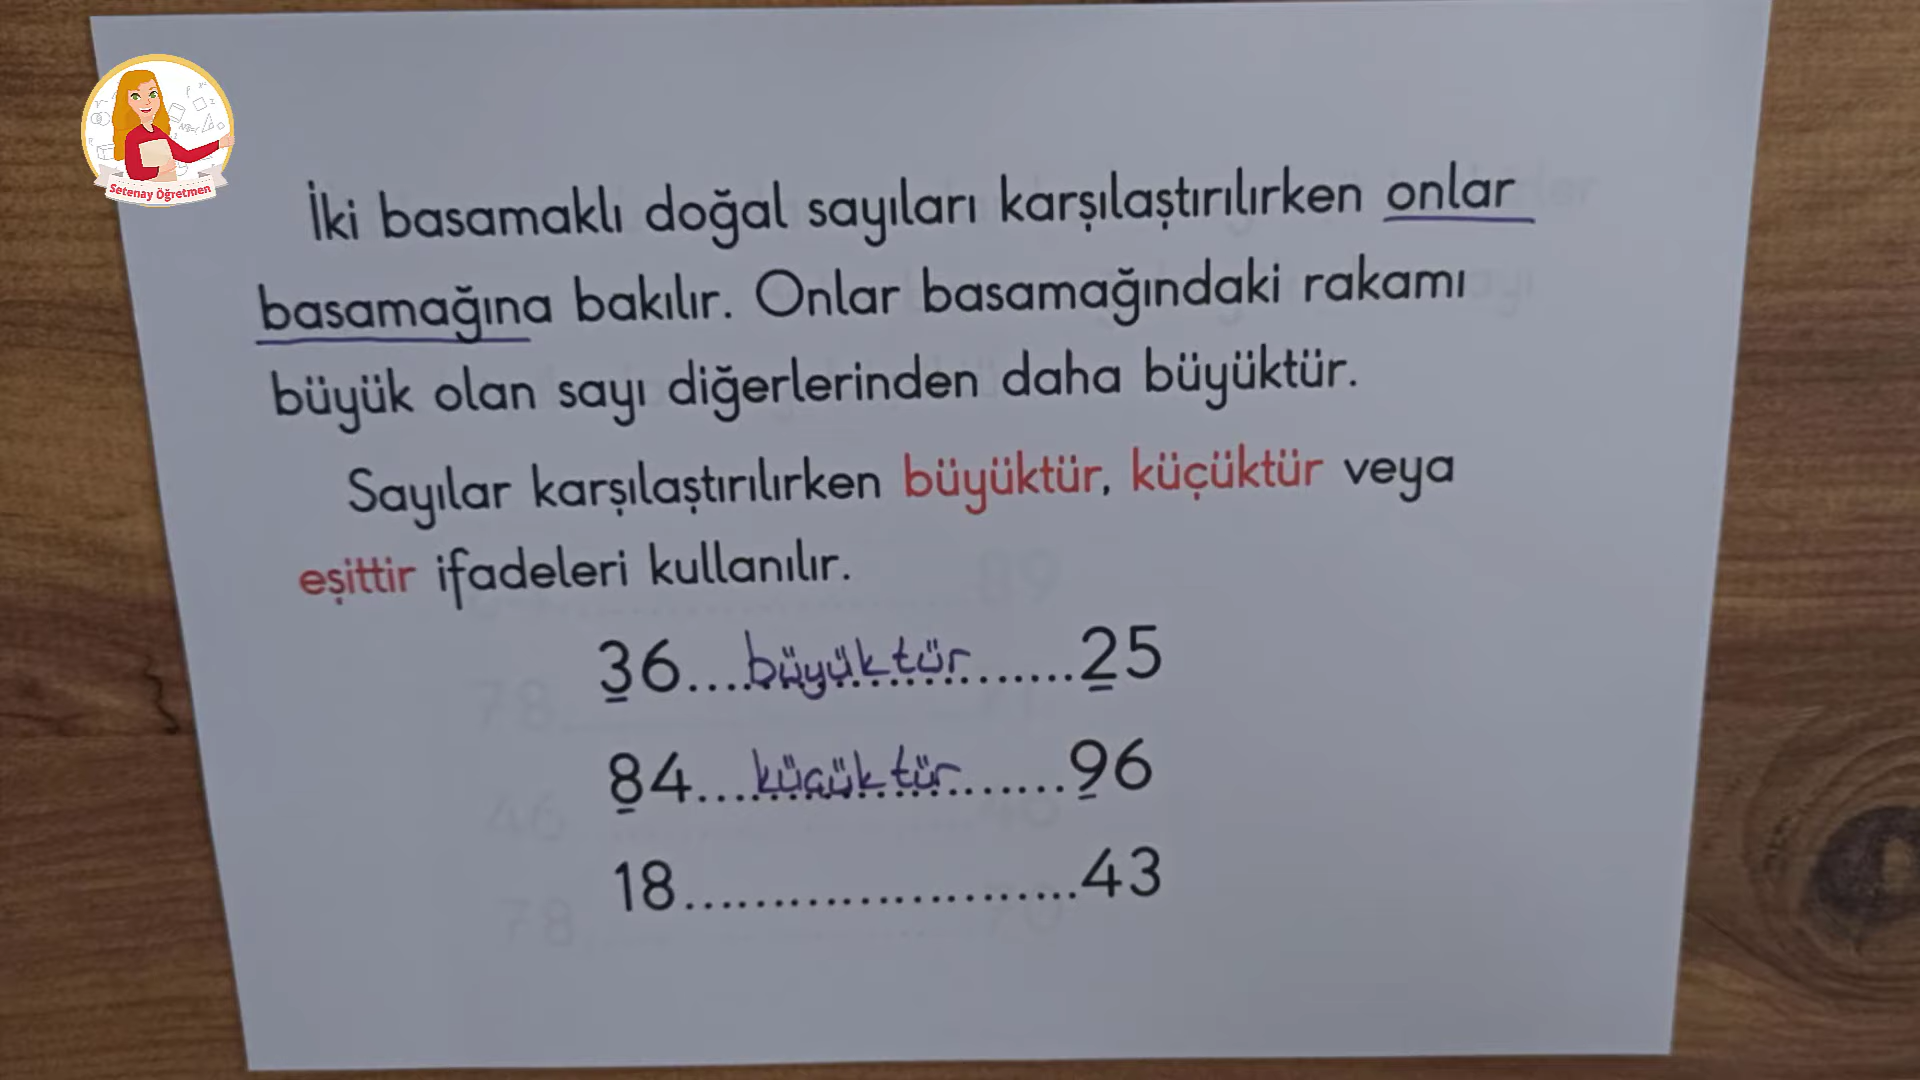 Setenay Öğretmen
İki basamaklı doğal sayıları karşılaştırılırken onlar
basamağına bakılır. Onlar basamağındaki rakamı
büyük olan sayı diğerlerinden daha büyüktür.
Sayılar karşılaştırılırken büyüktür, küçüktür veya
eşittir ifadeleri kullanılır.
36....büyüktür.......25
84....küçüktür.......96
18.......................43